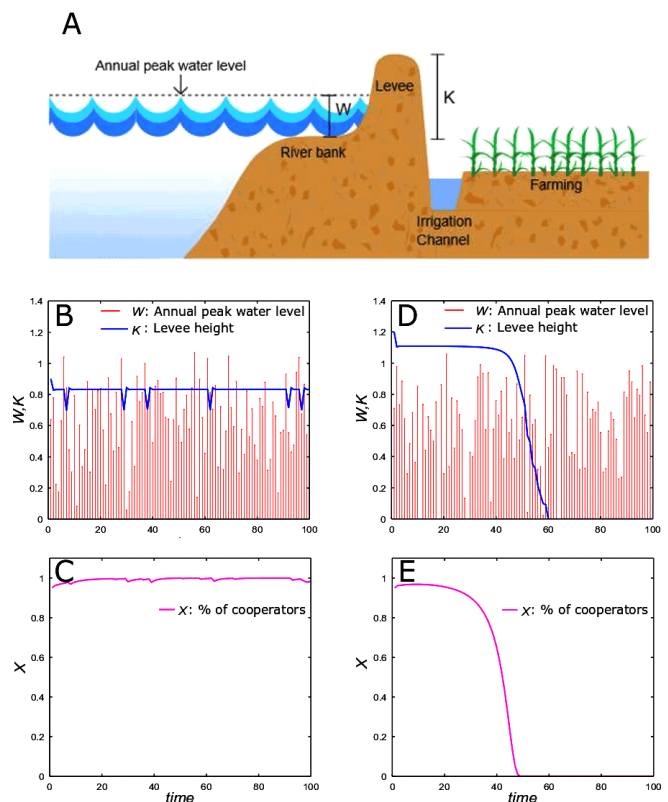 A
Annual peak water level
W
Levee
K
River bank
Farming
Irrigation
Channel
B
W: Annual peak water level
K: Levee height
W,K
1.4
1.2
1
0.8
0.6
0.4
0.2
0
0 20 40 60 80 100
D
W: Annual peak water level
K: Levee height
W,K
1.4
1.2
1
0.8
0.6
0.4
0.2
0
0 20 40 60 80 100
C
X: % of cooperators
X
1
0.8
0.6
0.4
0.2
0
0 20 40 60 80 100
time
E
X: % of cooperators
X
1
0.8
0.6
0.4
0.2
0
0 20 40 60 80 100
time